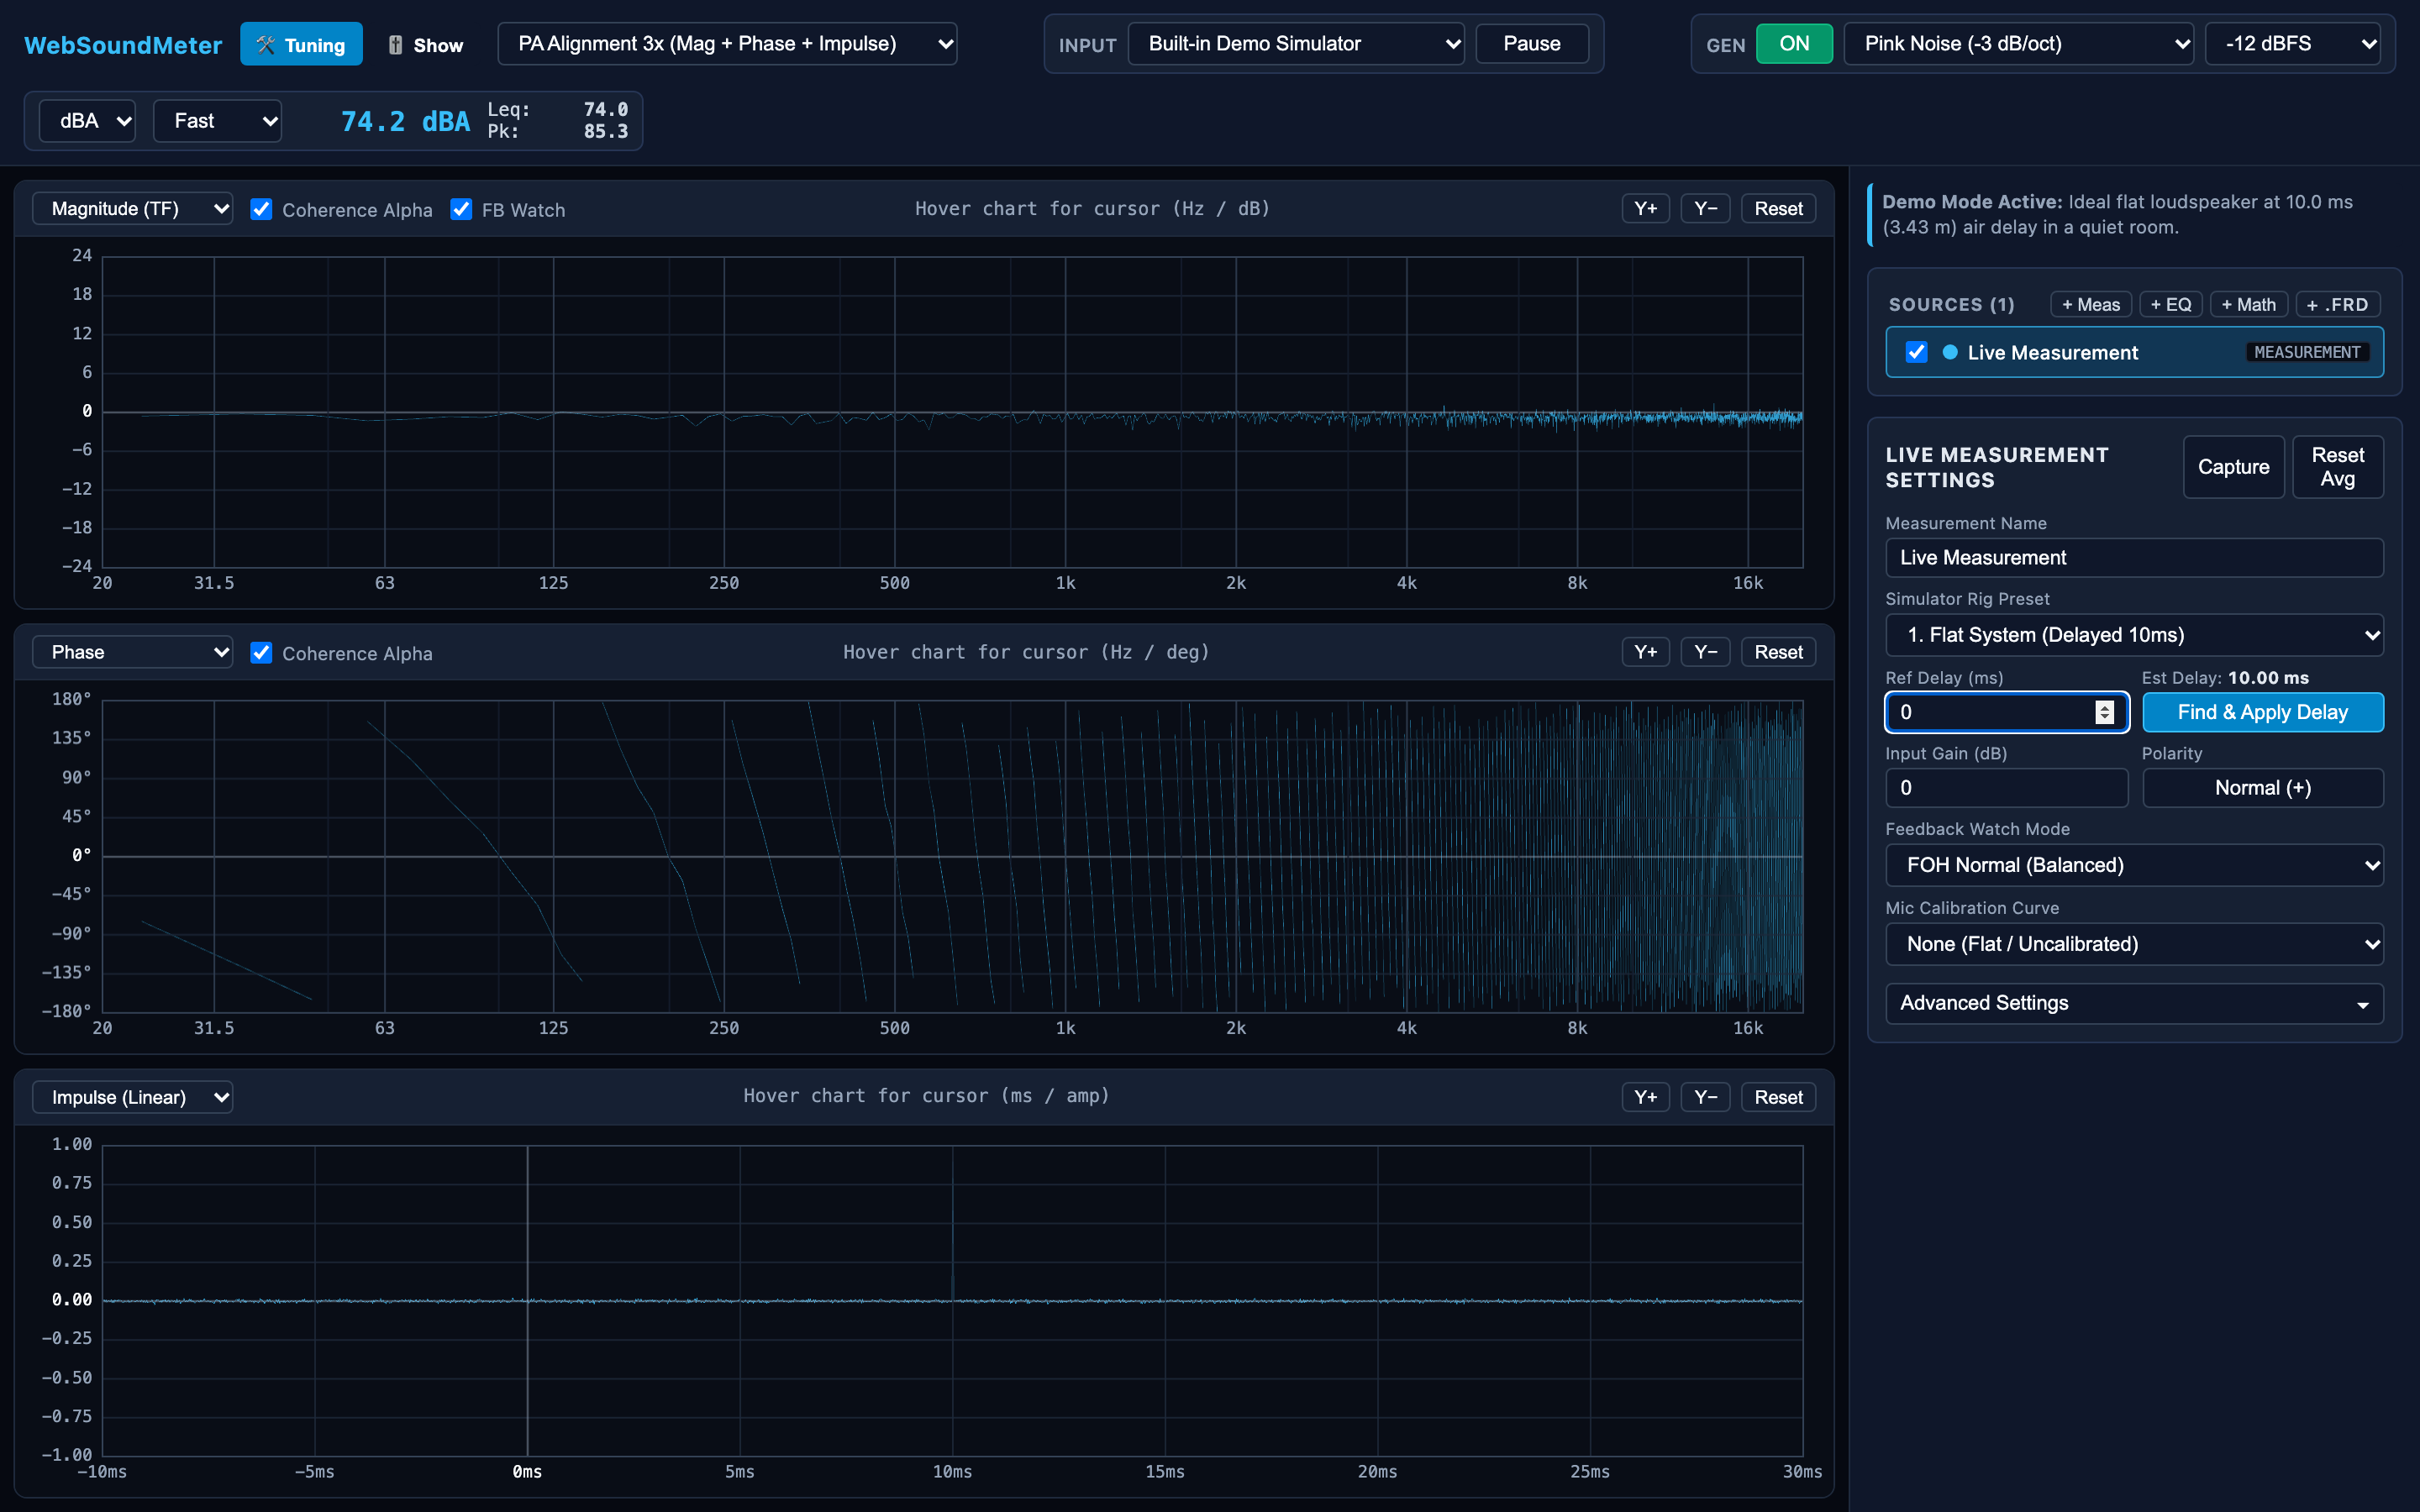 WebSoundMeter
🛠️ Tuning
🎚️ Show
PA Alignment 3x (Mag + Phase + Impulse)
INPUT
Built-in Demo Simulator
Pause
GEN
ON
Pink Noise (-3 dB/oct)
-12 dBFS
dBA
Fast
74.2 dBA
Leq: 74.0
Pk: 85.3
Magnitude (TF)
Coherence Alpha
FB Watch
Hover chart for cursor (Hz / dB)
Y+
Y−
Reset
24
18
12
6
0
−6
−12
−18
−24
20 31.5 63 125 250 500 1k 2k 4k 8k 16k
Phase
Coherence Alpha
Hover chart for cursor (Hz / deg)
Y+
Y−
Reset
180°
135°
90°
45°
0°
−45°
−90°
−135°
−180°
20 31.5 63 125 250 500 1k 2k 4k 8k 16k
Impulse (Linear)
Hover chart for cursor (ms / amp)
Y+
Y−
Reset
1.00
0.75
0.50
0.25
0.00
−0.25
−0.50
−0.75
−1.00
−10ms −5ms 0ms 5ms 10ms 15ms 20ms 25ms 30ms
Demo Mode Active: Ideal flat loudspeaker at 10.0 ms
(3.43 m) air delay in a quiet room.
SOURCES (1)
+ Meas
+ EQ
+ Math
+ .FRD
Live Measurement
MEASUREMENT
LIVE MEASUREMENT
SETTINGS
Capture
Reset
Avg
Measurement Name
Live Measurement
Simulator Rig Preset
1. Flat System (Delayed 10ms)
Ref Delay (ms)
Est Delay: 10.00 ms
0
Find & Apply Delay
Input Gain (dB)
Polarity
0
Normal (+)
Feedback Watch Mode
FOH Normal (Balanced)
Mic Calibration Curve
None (Flat / Uncalibrated)
Advanced Settings